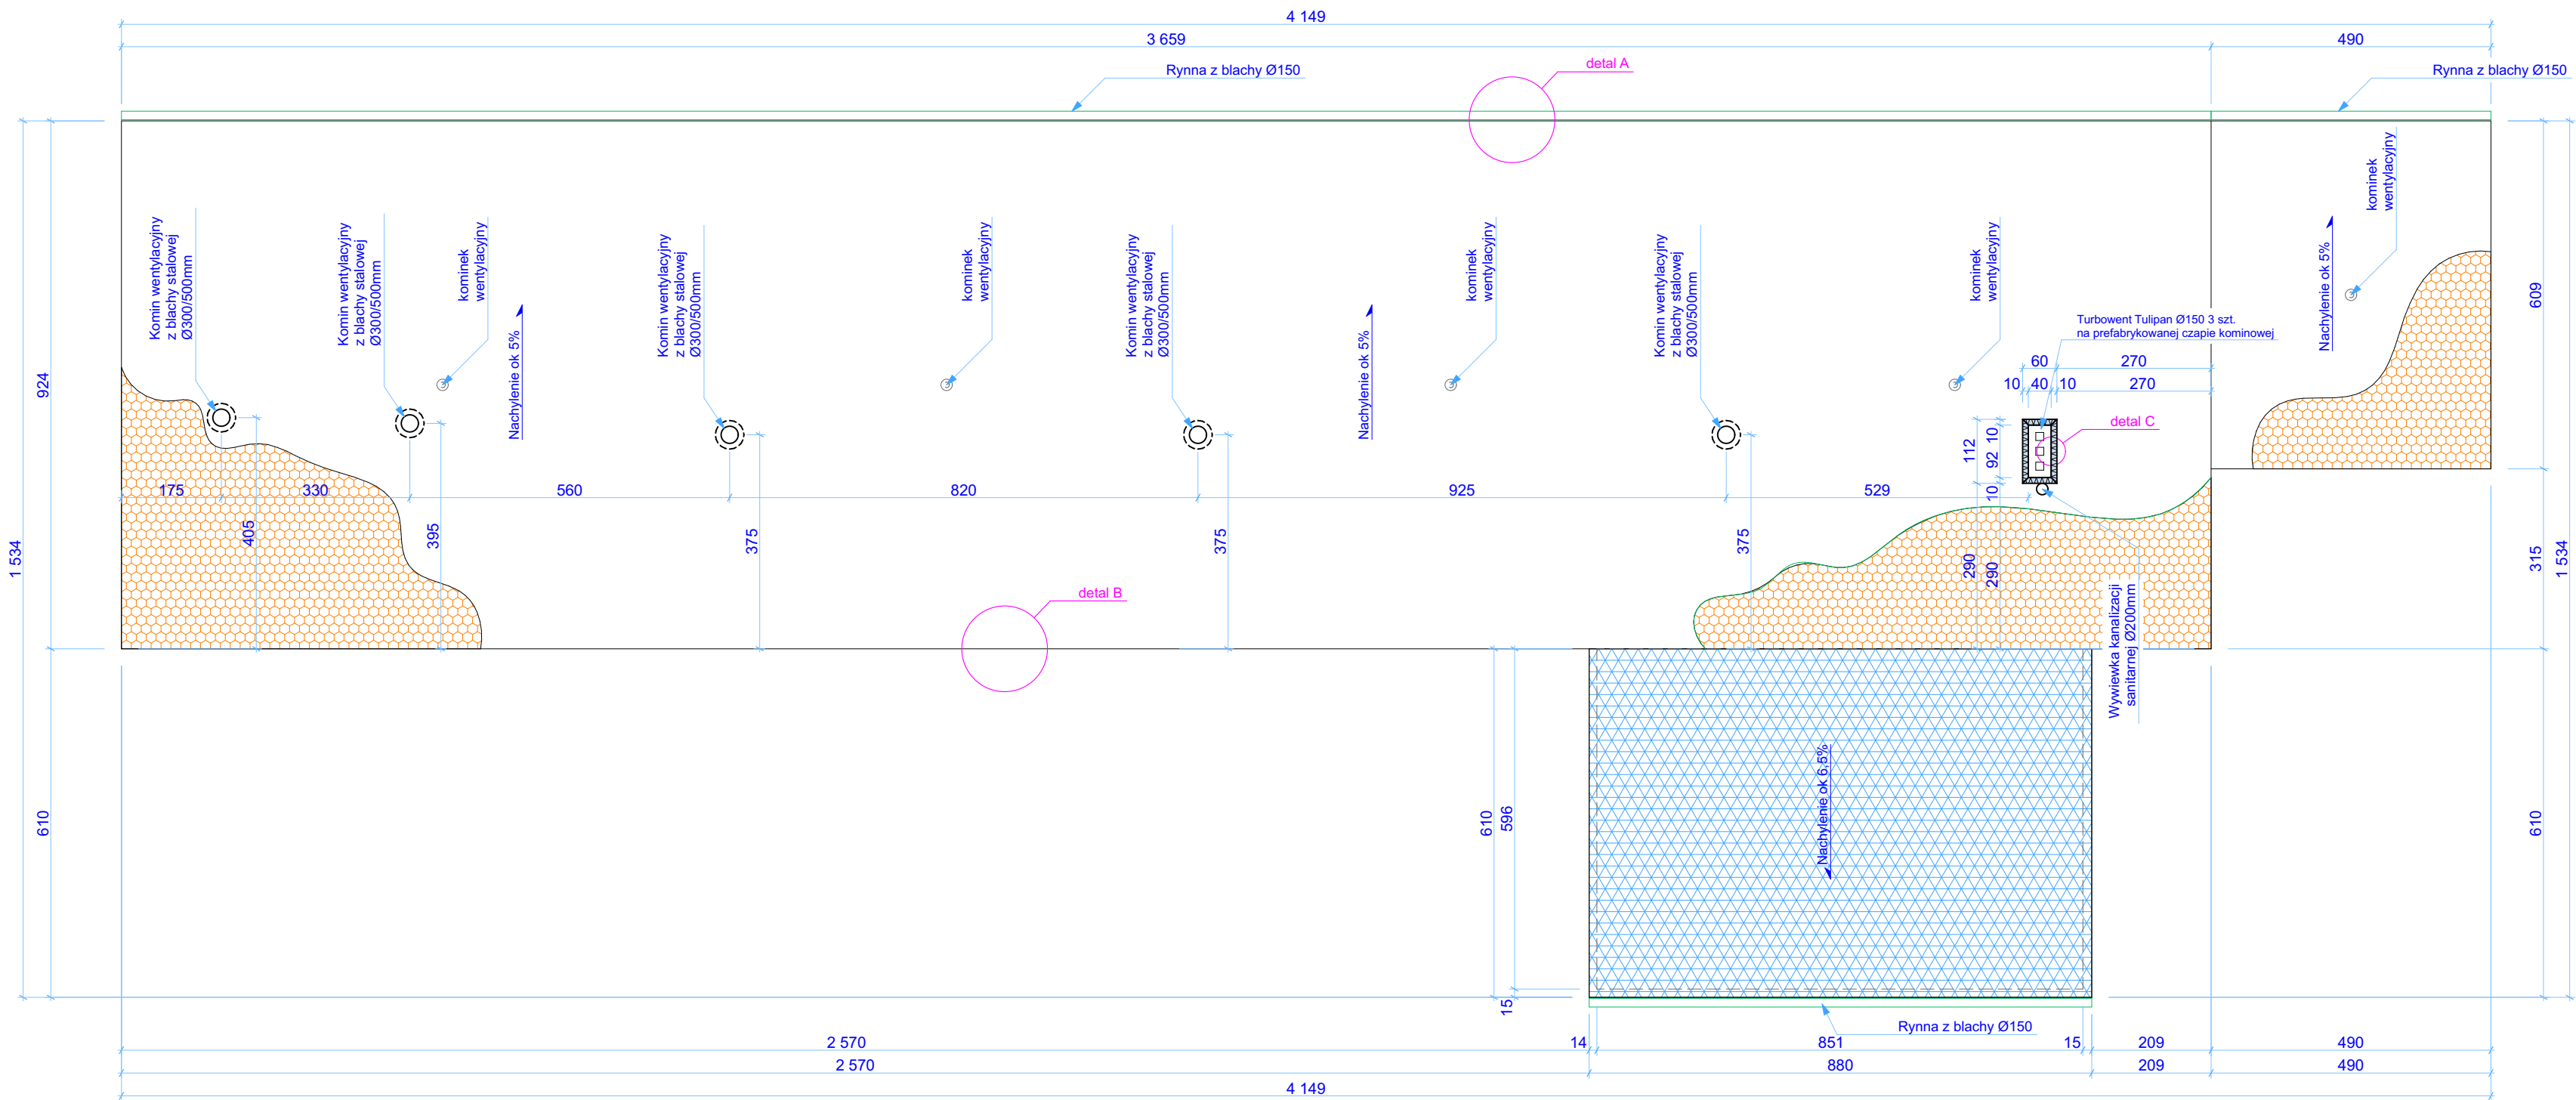 4 149
3 659
490
Rynna z blachy Ø150
detal A
Rynna z blachy Ø150
Komin wentylacyjny
z blachy stalowej
Ø300/500mm
Komin wentylacyjny
z blachy stalowej
Ø300/500mm
kominek
wentylacyjny
Nachylenie ok 5%
Komin wentylacyjny
z blachy stalowej
Ø300/500mm
kominek
wentylacyjny
Komin wentylacyjny
z blachy stalowej
Ø300/500mm
Nachylenie ok 5%
kominek
wentylacyjny
Komin wentylacyjny
z blachy stalowej
Ø300/500mm
kominek
wentylacyjny
Turbowent Tulipan Ø150 3 szt.
na prefabrykowanej czapie kominowej
Nachylenie ok 5%
kominek
wentylacyjny
60
270
10
40
10
270
detal C
112
10
92
10
290
290
924
1 534
610
609
315
1 534
610
175
330
560
820
925
529
405
395
375
375
375
detal B
Wywiewka kanalizacji
sanitarnej Ø200mm
Nachylenie ok 6,5%
610
596
15
Rynna z blachy Ø150
2 570
14
851
15
209
490
2 570
880
209
490
4 149